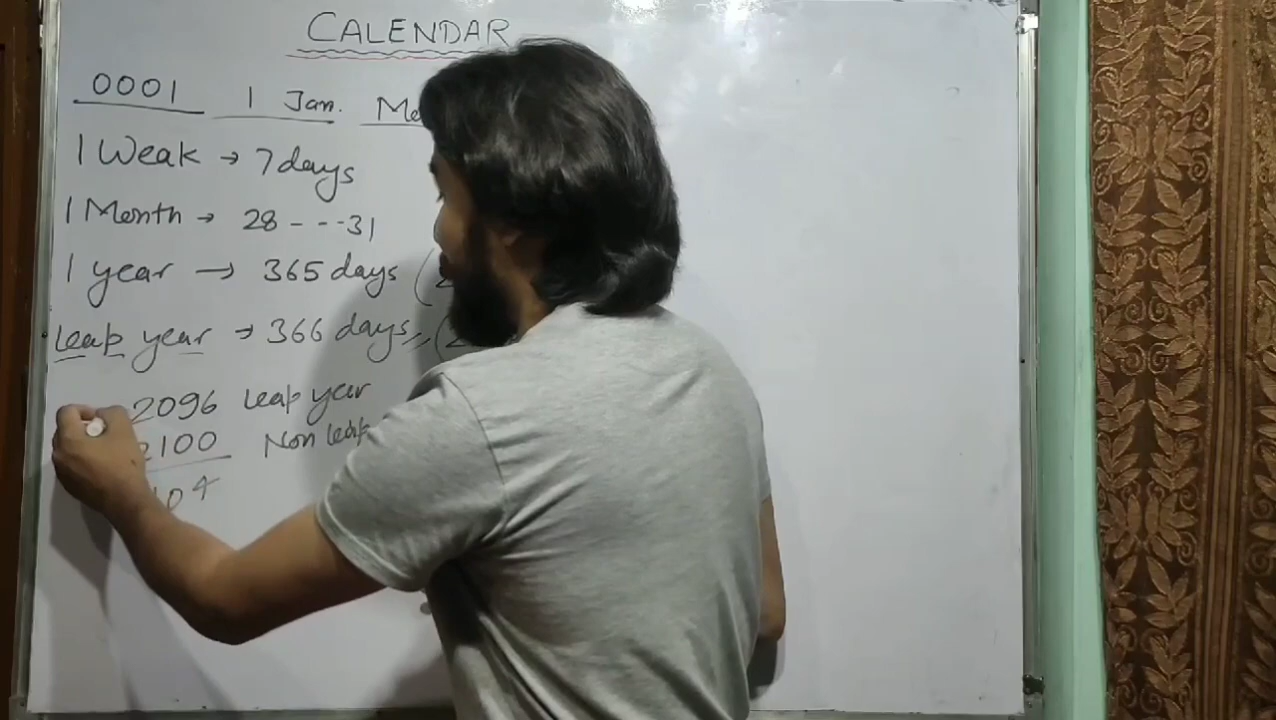 CALENDAR
0001 1 Jan.
1 Weak → 7 days
1 Month → 28 - - - 31
1 year → 365 days (
Leap year → 366 days,, (
2096 Leap year
2100 Non leap